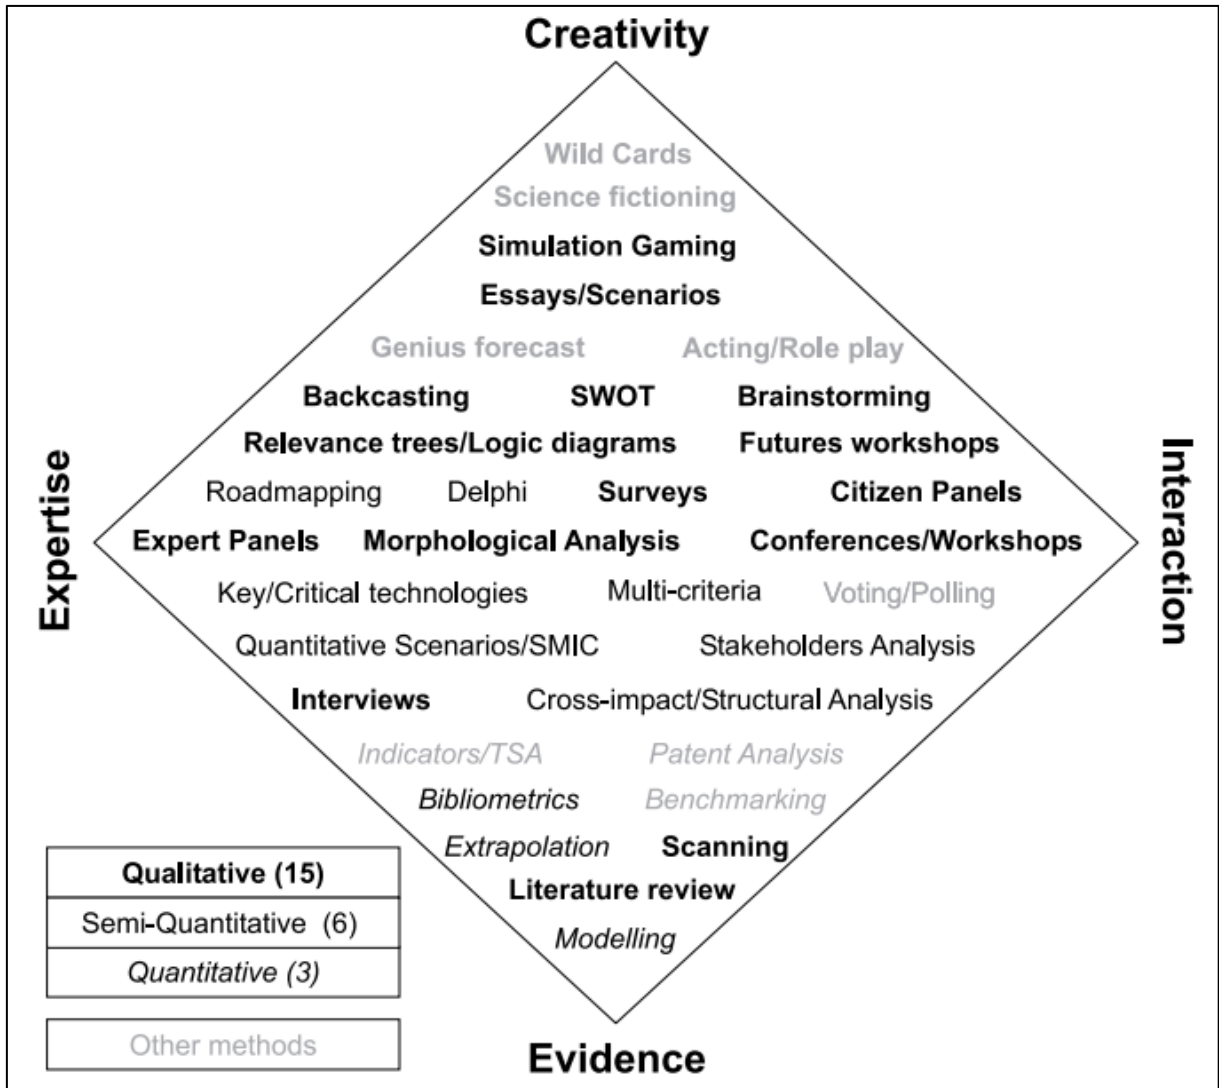 Creativity
Wild Cards
Science fictioning
Simulation Gaming
Essays/Scenarios
Genius forecast Acting/Role play
Backcasting SWOT Brainstorming
Relevance trees/Logic diagrams Futures workshops
Roadmapping Delphi Surveys Citizen Panels
Expert Panels Morphological Analysis Conferences/Workshops
Key/Critical technologies Multi-criteria Voting/Polling
Quantitative Scenarios/SMIC Stakeholders Analysis
Interviews Cross-impact/Structural Analysis
Indicators/TSA Patent Analysis
Bibliometrics Benchmarking
Extrapolation Scanning
Literature review
Modelling
Evidence
Expertise
Interaction
Qualitative (15)
Semi-Quantitative (6)
Quantitative (3)
Other methods